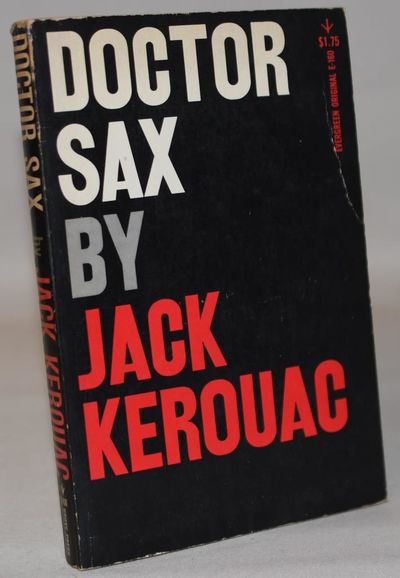 DOCTOR
SAX
BY
JACK
KEROUAC
$1.75
EVERGREEN ORIGINAL E-160
DOCTOR SAX by JACK KEROUAC